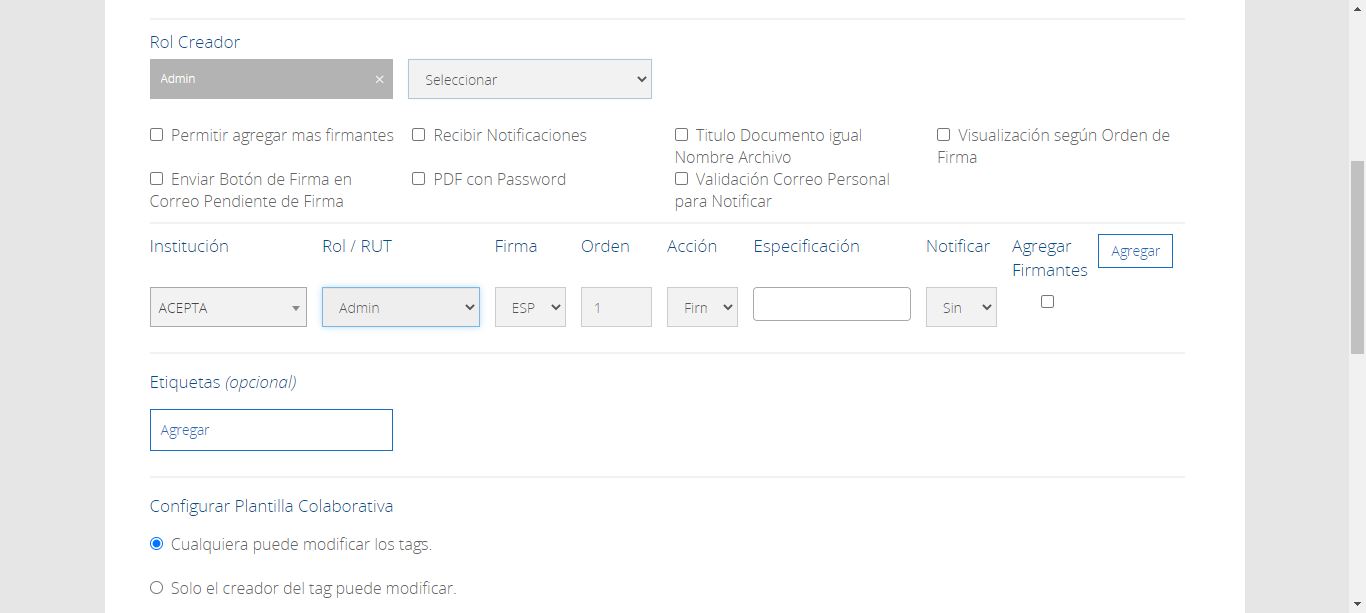 Rol Creador
Admin ×
Seleccionar
Permitir agregar mas firmantes
Recibir Notificaciones
Titulo Documento igual
Nombre Archivo
Visualización según Orden de
Firma
Enviar Botón de Firma en
Correo Pendiente de Firma
PDF con Password
Validación Correo Personal
para Notificar
Institución
Rol / RUT
Firma
Orden
Acción
Especificación
Notificar
Agregar
Firmantes
Agregar
ACEPTA
Admin
ESP
1
Firn
Sin
Etiquetas (opcional)
Agregar
Configurar Plantilla Colaborativa
Cualquiera puede modificar los tags.
Solo el creador del tag puede modificar.